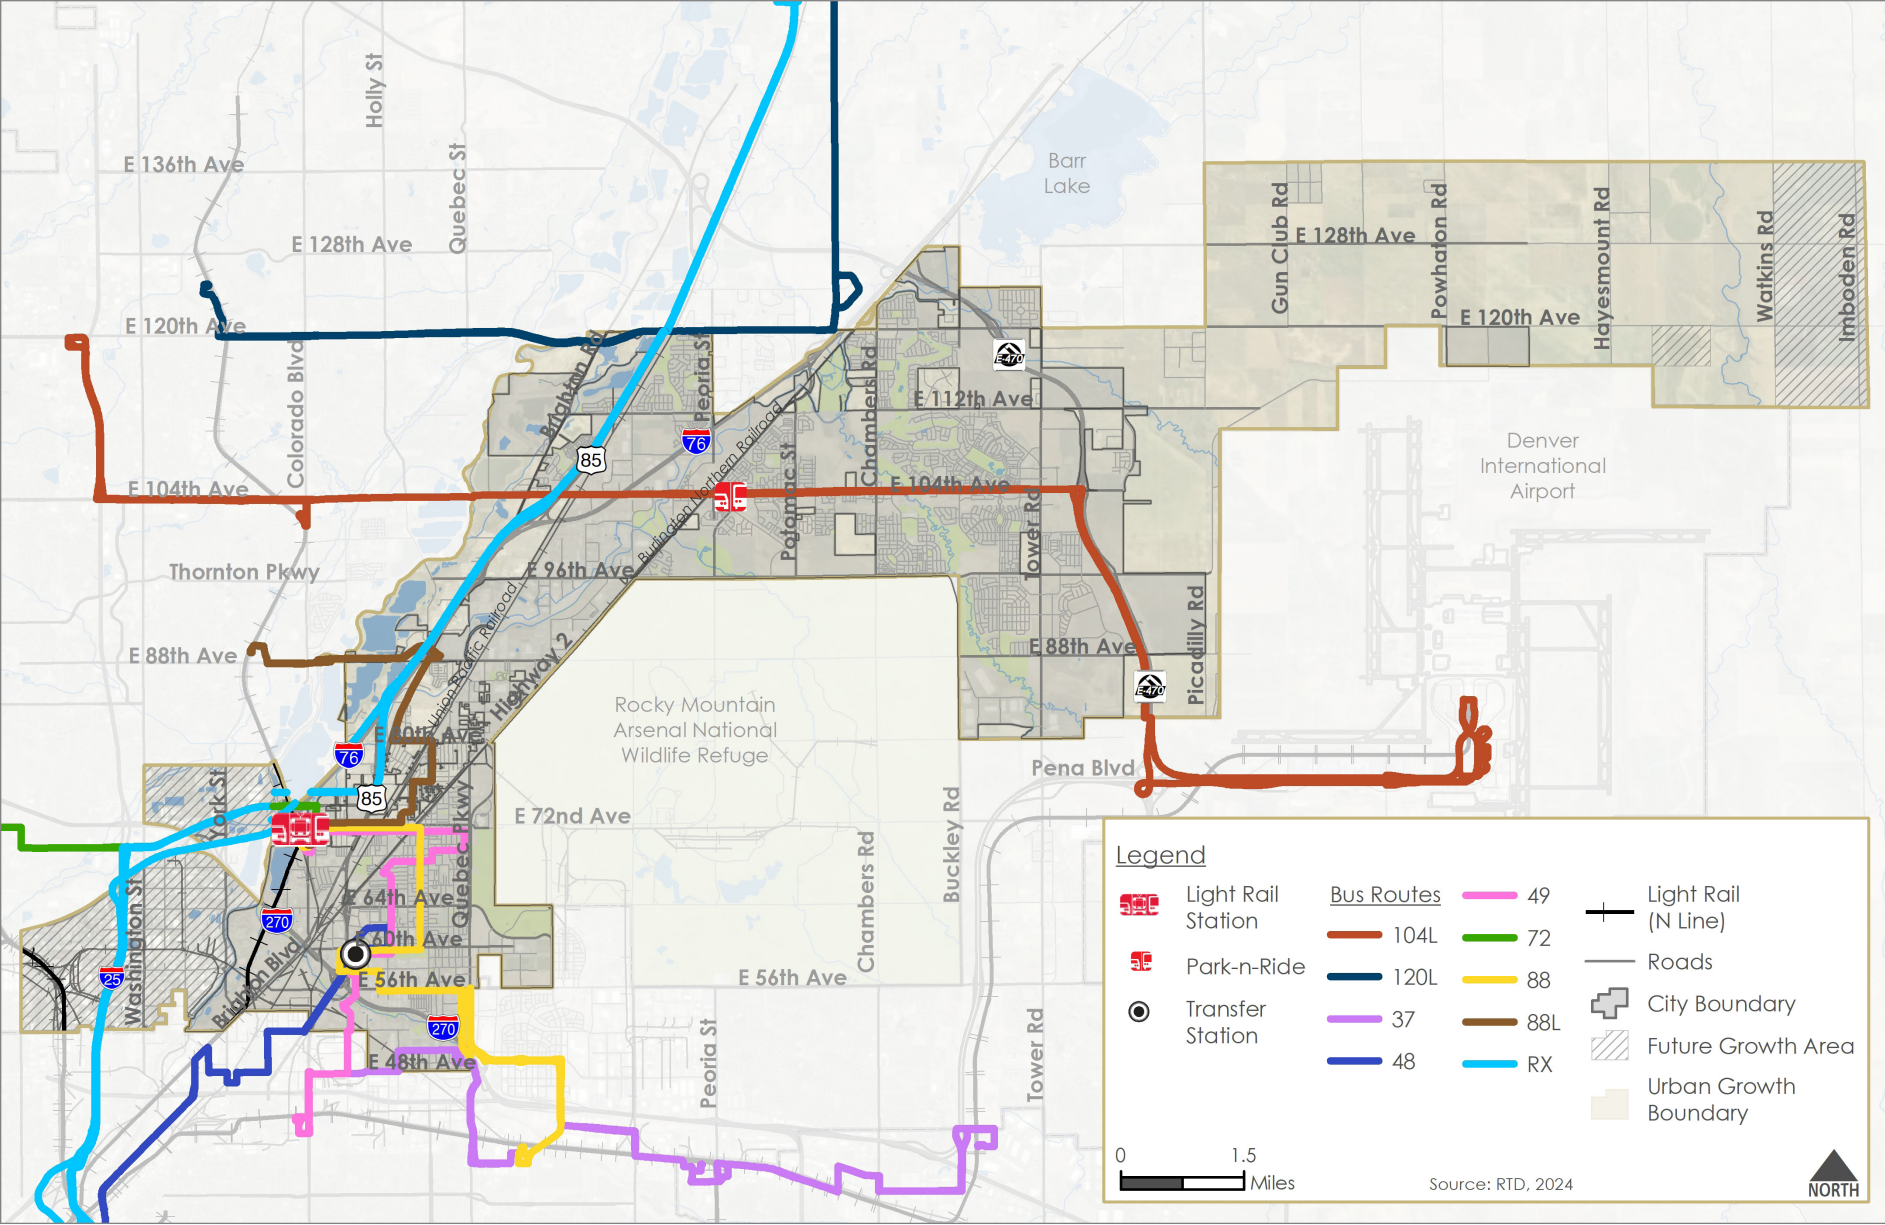 Holly St
Quebec St
E 136th Ave
E 128th Ave
Barr
Lake
Gun Club Rd
E 128th Ave
Powhaton Rd
Hayesmount Rd
Watkins Rd
Imboden Rd
E 120th Ave
E 120th Ave
Colorado Blvd
Brighton Rd
Peoria St
E-470
Chambers Rd
E 112th Ave
76
85
Burlington Northern Railroad
Potomac St
Denver
International
Airport
E 104th Ave
E 104th Ave
Tower Rd
Thornton Pkwy
E 96th Ave
Union Pacific Railroad
E 88th Ave
E 88th Ave
Picadilly Rd
E-470
Highway 2
Rocky Mountain
Arsenal National
Wildlife Refuge
E 80th Ave
76
85
Pena Blvd
York St
Quebec Pkwy
E 72nd Ave
Chambers Rd
Buckley Rd
E 64th Ave
270
E 60th Ave
Washington St
25
Brighton Blvd
E 56th Ave
E 56th Ave
270
E 48th Ave
Peoria St
Tower Rd
Legend
Light Rail
Station
Park-n-Ride
Transfer
Station
Bus Routes
104L
120L
37
48
49
72
88
88L
RX
Light Rail
(N Line)
Roads
City Boundary
Future Growth Area
Urban Growth
Boundary
0
1.5
Miles
Source: RTD, 2024
NORTH